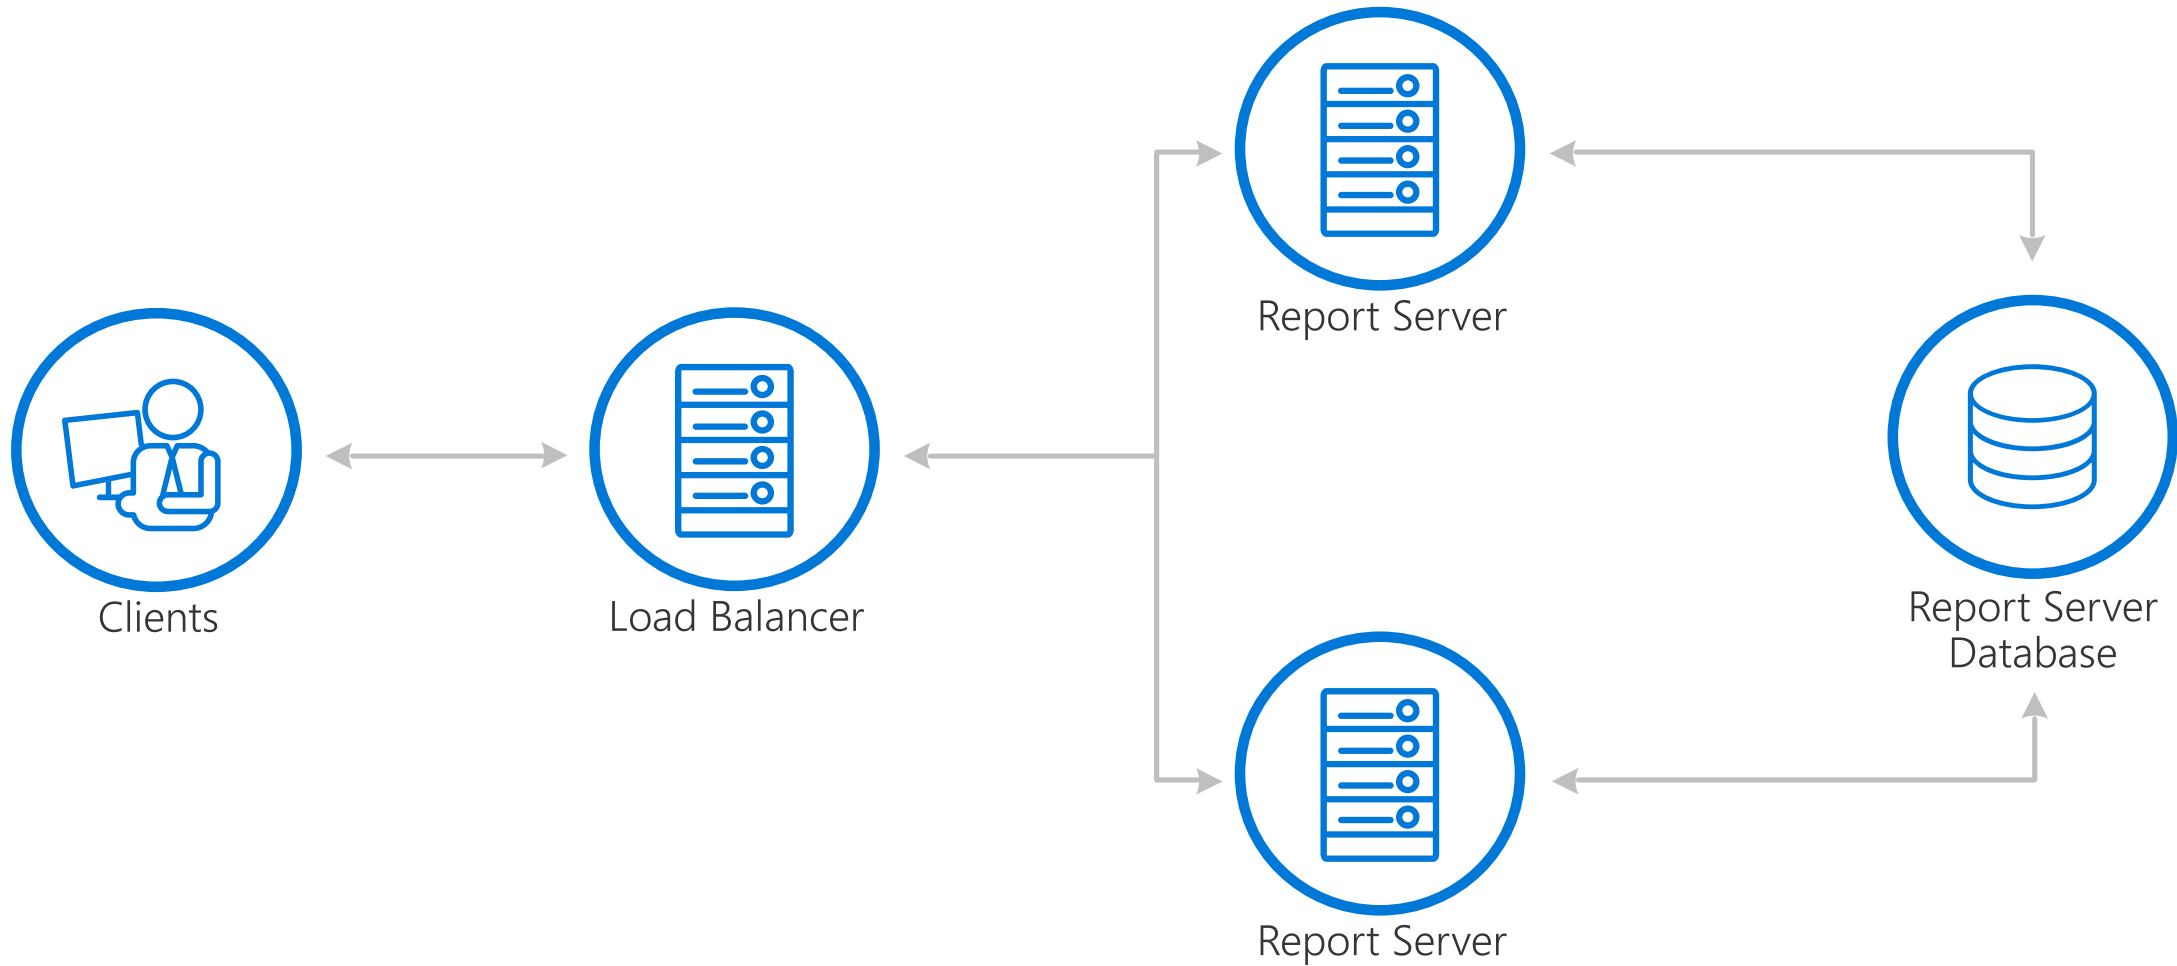 Report Server
Clients
Load Balancer
Report Server
Database
Report Server